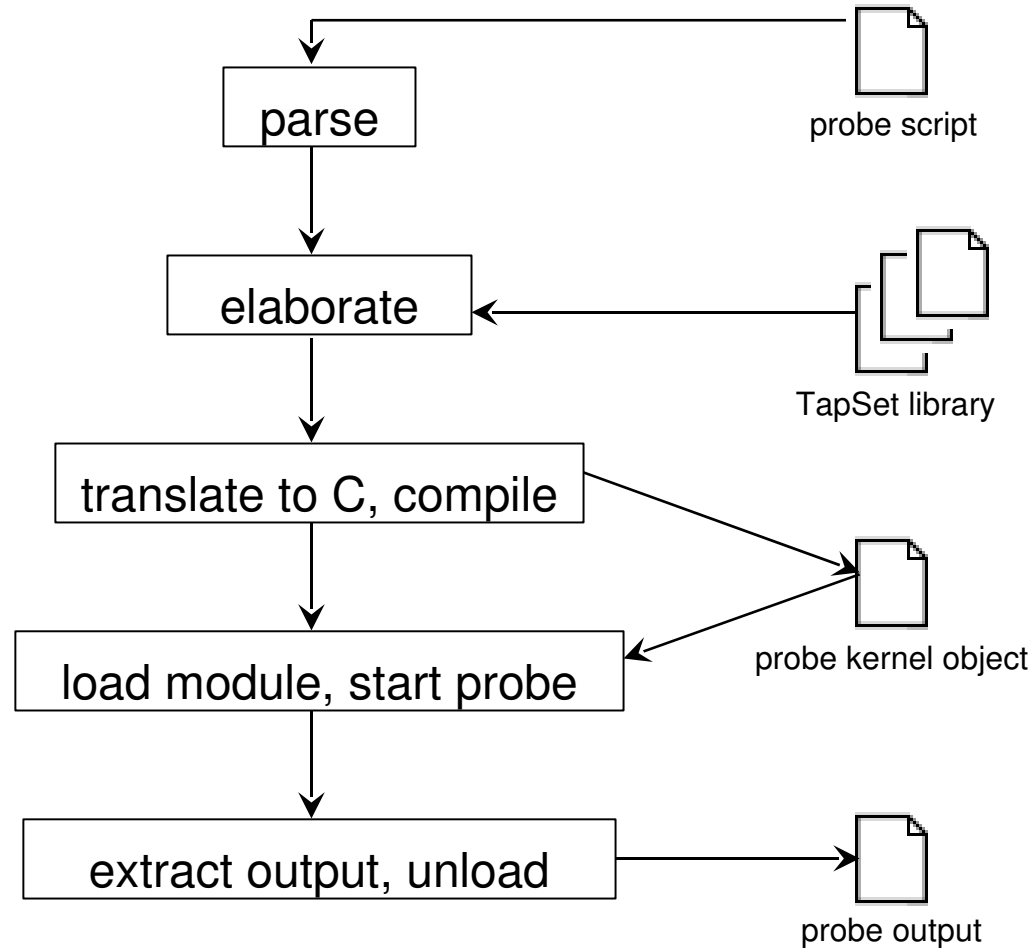 parse
probe script
elaborate
TapSet library
translate to C, compile
probe kernel object
load module, start probe
extract output, unload
probe output